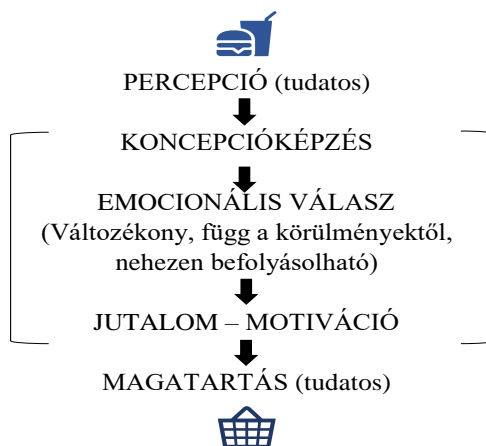 PERCEPCIÓ (tudatos)
KONCEPCIÓKÉPZÉS
EMOCIONÁLIS VÁLASZ
(Változékony, függ a körülményektől,
nehezen befolyásolható)
JUTALOM – MOTIVÁCIÓ
MAGATARTÁS (tudatos)